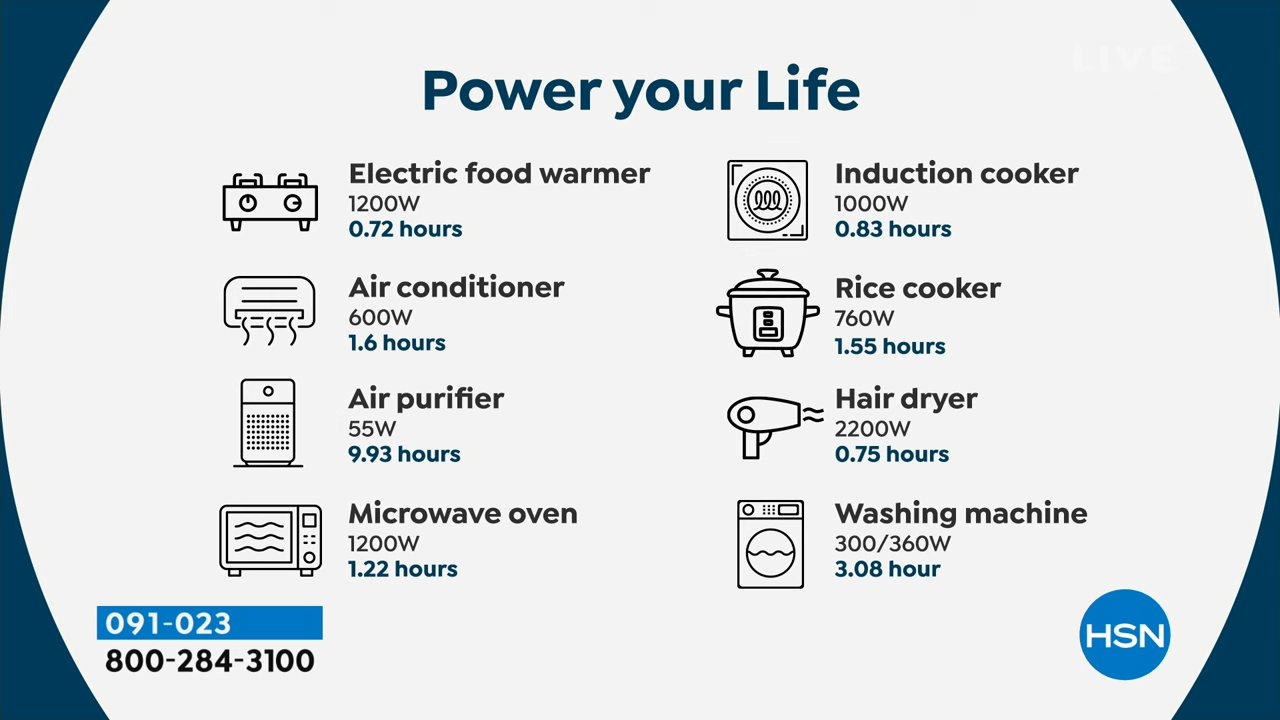 LIVE
Power your Life
Electric food warmer
1200W
0.72 hours
Induction cooker
1000W
0.83 hours
Air conditioner
600W
1.6 hours
Rice cooker
760W
1.55 hours
Air purifier
55W
9.93 hours
Hair dryer
2200W
0.75 hours
Microwave oven
1200W
1.22 hours
Washing machine
300/360W
3.08 hour
091-023
800-284-3100
HSN